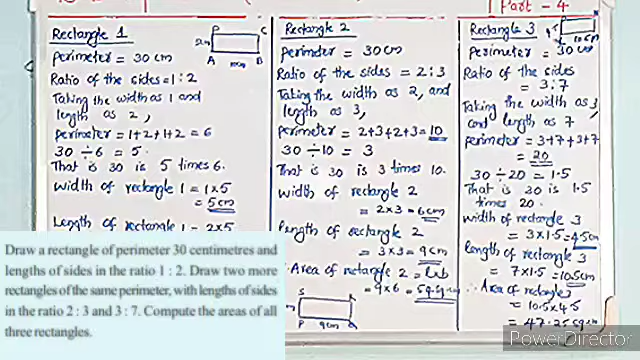 Part - 4
Rectangle 1
Perimeter = 30 cm
Ratio of the sides = 1 : 2
Taking the width as 1 and
length as 2,
Perimeter = 1+2+1+2 = 6
30 ÷ 6 = 5.
That is 30 is 5 times 6.
Width of rectangle 1 = 1×5
= 5cm
Length of rectangle 1 = 2×5
D
C
A
B
Rectangle 2
Perimeter = 30 cm
Ratio of the sides = 2 : 3
Taking the width as 2, and
length as 3,
Perimeter = 2+3+2+3 = 10
30 ÷ 10 = 3
That is 30 is 3 times 10.
Width of rectangle 2
= 2×3 = 6cm
Length of rectangle 2
= 3×3 = 9cm
∴ Area of rectangle 2 = l×b
= 9×6 = 54
S
P
9cm
Rectangle 3
Perimeter = 30 cm
Ratio of the sides
= 3:7
Taking the width as 3
and length as 7
Perimeter = 3+7+3+7
= 20
30 ÷ 20 = 1.5
That is 30 is 1.5
times 20.
Width of rectangle 3
= 3×1.5 = 4.5cm
Length of rectangle 3
= 7×1.5 = 10.5cm
∴ Area of rectangle 3
= 10.5×4.5
= 47.25 sq.cm
Draw a rectangle of perimeter 30 centimetres and
lengths of sides in the ratio 1 : 2. Draw two more
rectangles of the same perimeter, with lengths of sides
in the ratio 2 : 3 and 3 : 7. Compute the areas of all
three rectangles.
PowerDirector